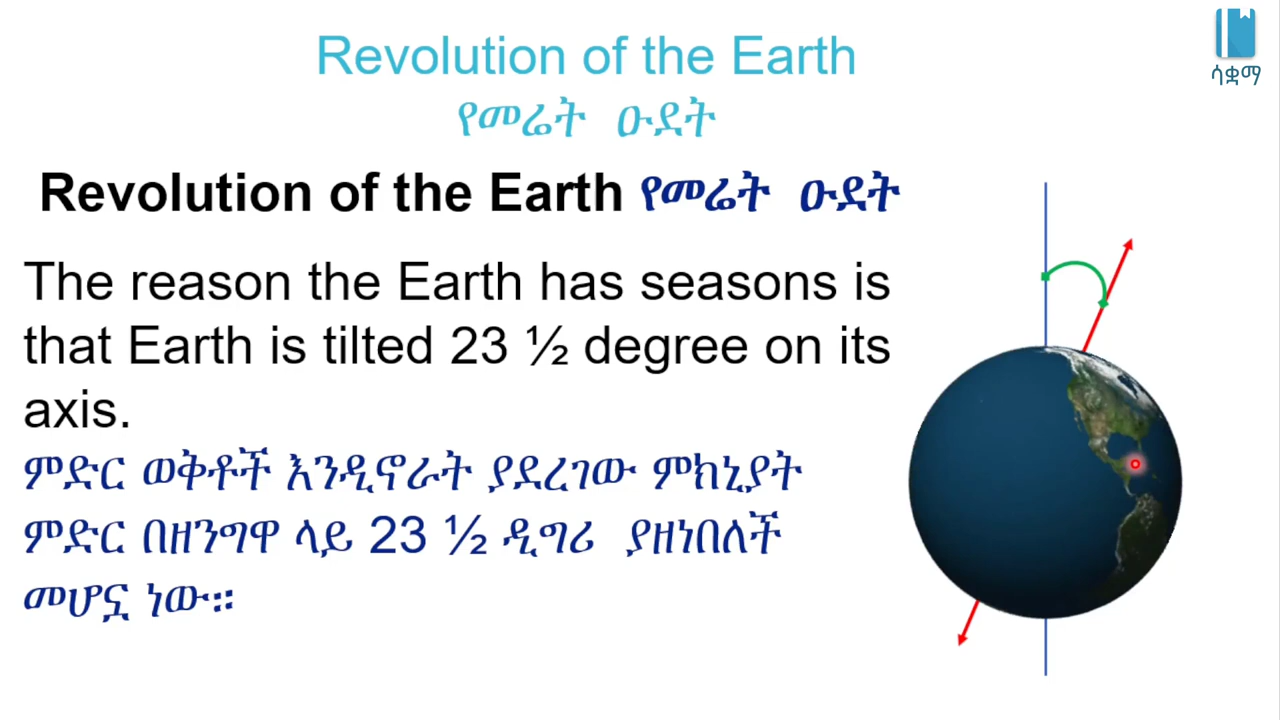 Revolution of the Earth
የመሬት ዑደት
ሳቋማ
Revolution of the Earth የመሬት ዑደት
The reason the Earth has seasons is
that Earth is tilted 23 ½ degree on its
axis.
ምድር ወቅቶች እንዲኖራት ያደረገው ምክኒያት
ምድር በዘንግዋ ላይ 23 ½ ዲግሪ ያዘነበለች
መሆኗ ነው።